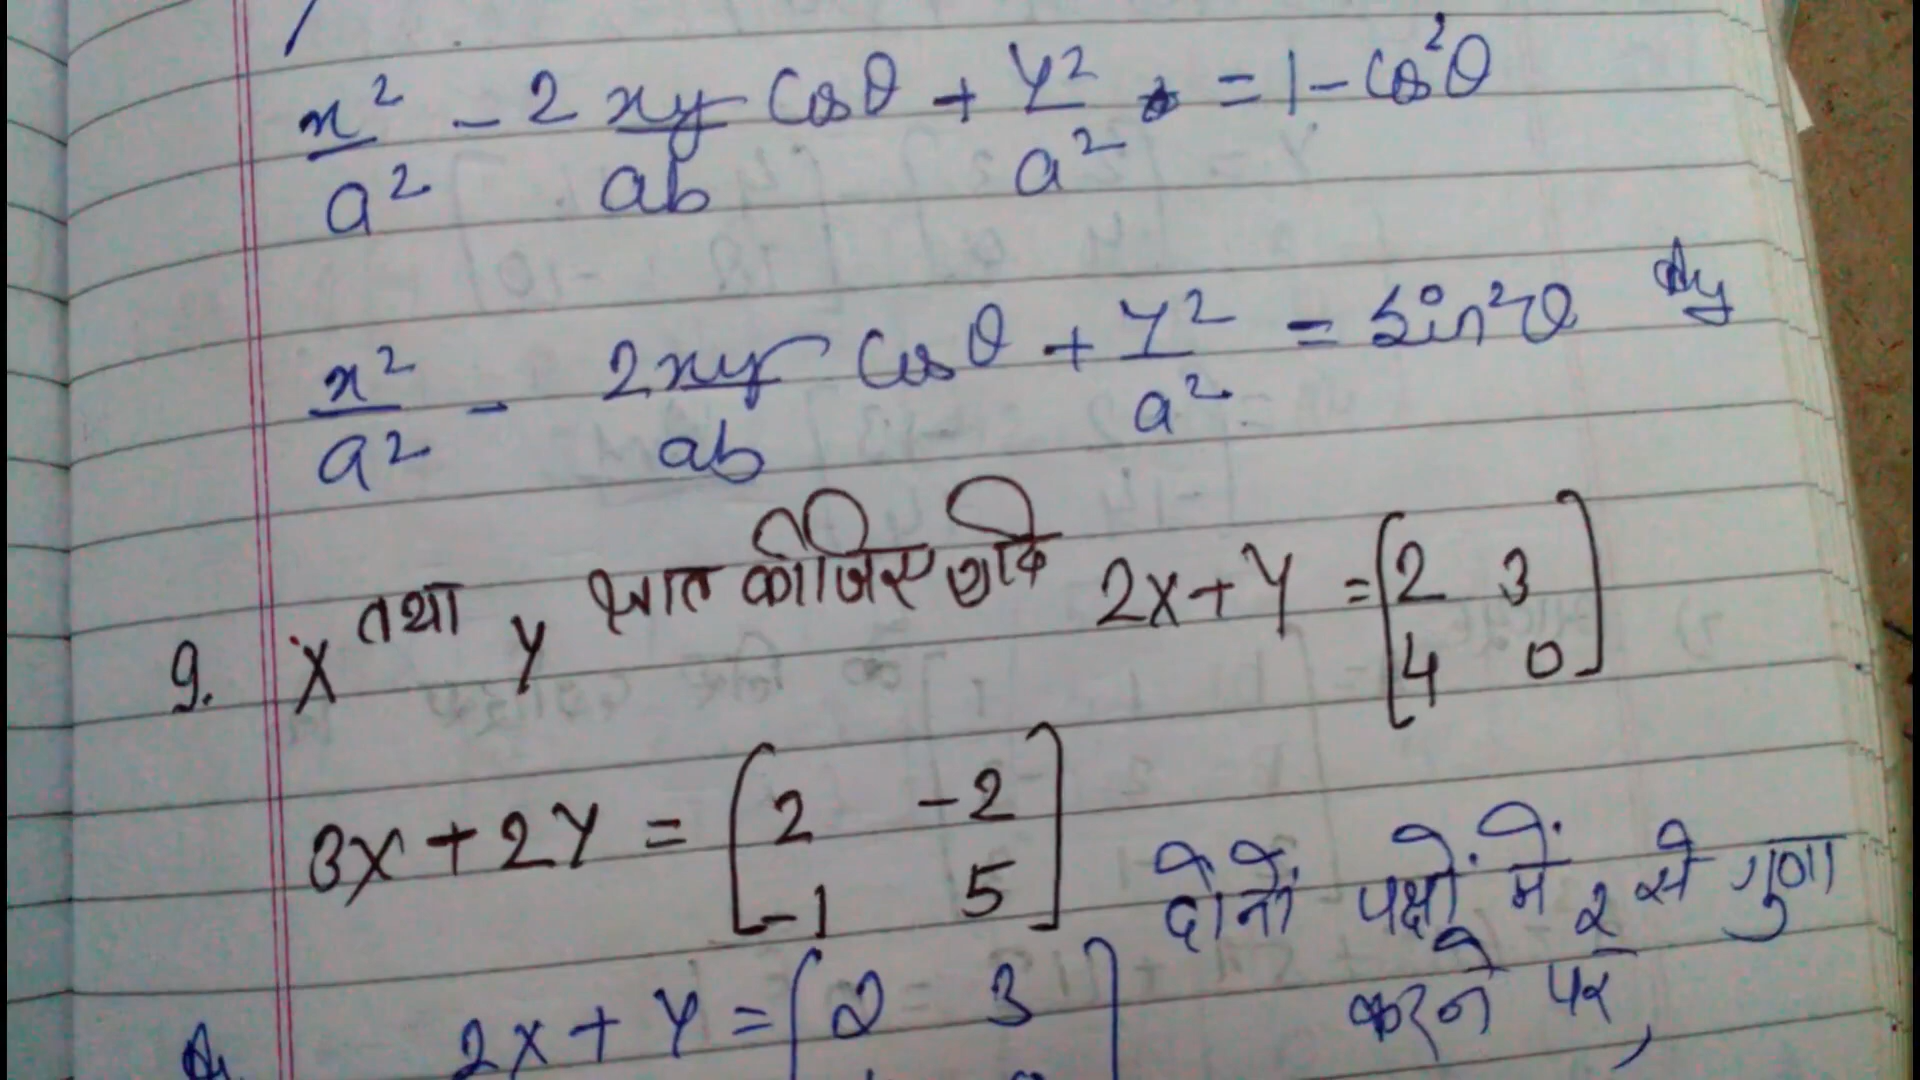 x²/a² - 2 xy/ab Cosθ + y²/a² = 1 - Cos²θ
x²/a² - 2xy/ab Cosθ + y²/a² = Sin²θ
9. X तथा Y ज्ञात कीजिए यदि 2X + Y = [2 3
4 0]
3X + 2Y = [2 -2
-1 5]
दोनों पक्षों में 2 से गुणा
करने पर,
2X + Y = [2 3